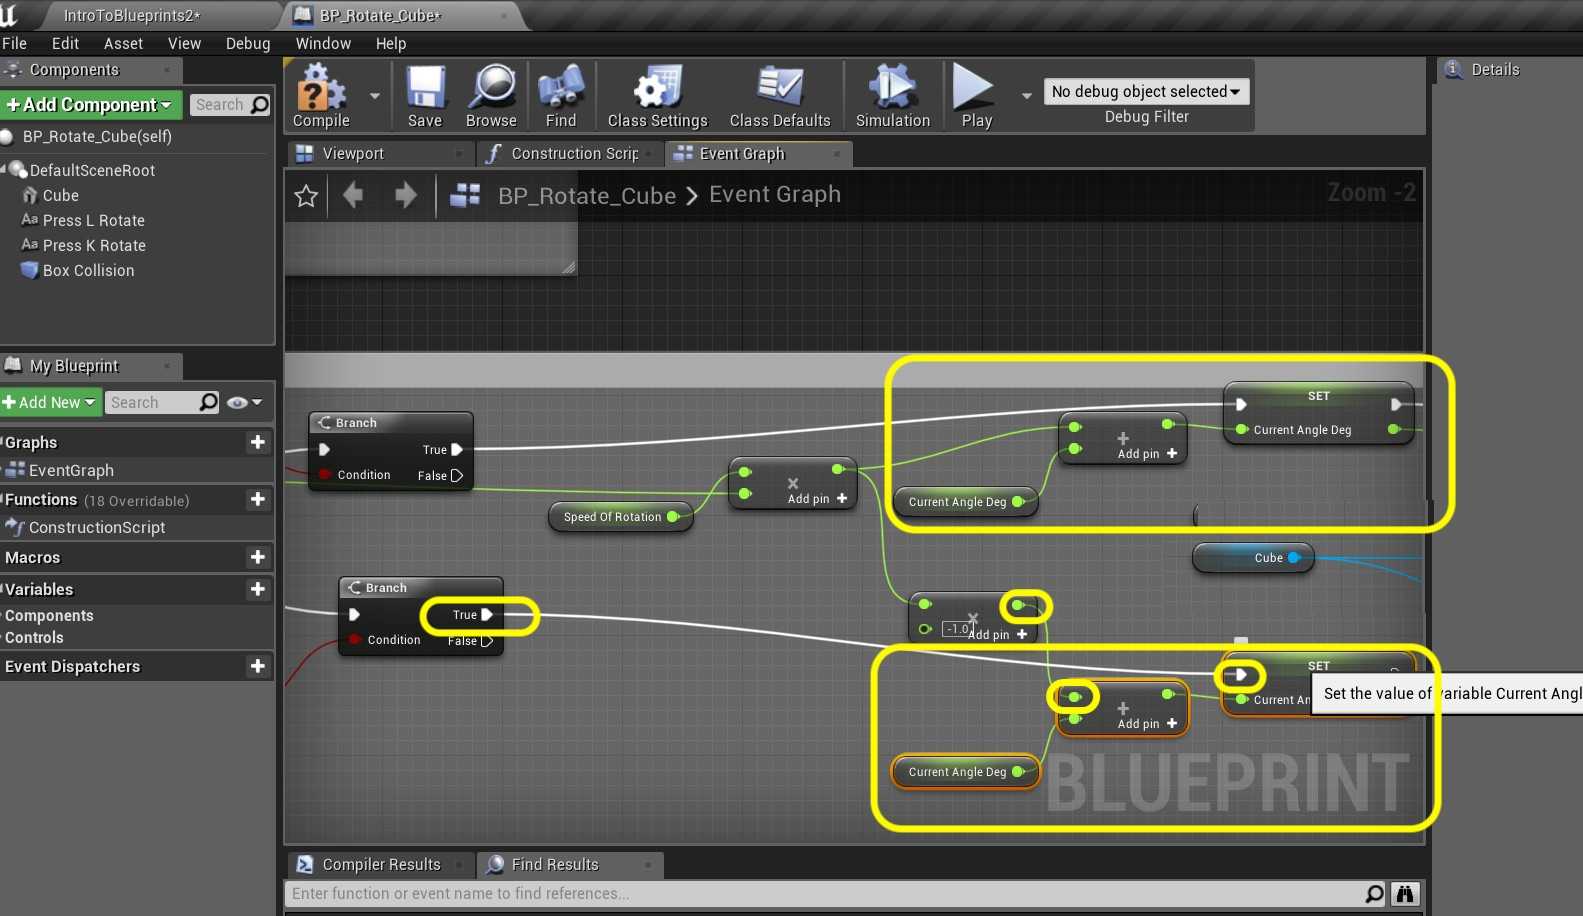 IntroToBlueprints2*
BP_Rotate_Cube*
File Edit Asset View Debug Window Help
Components
Details
+Add Component
Search
Compile
Save
Browse
Find
Class Settings
Class Defaults
Simulation
Play
No debug object selected
Debug Filter
BP_Rotate_Cube(self)
DefaultSceneRoot
Cube
Press L Rotate
Press K Rotate
Box Collision
Viewport
Construction Scrip
Event Graph
BP_Rotate_Cube > Event Graph
Zoom -2
My Blueprint
+Add New
Search
Graphs
EventGraph
Functions (18 Overridable)
ConstructionScript
Macros
Variables
Components
Controls
Event Dispatchers
Branch
True
Condition
False
Speed Of Rotation
Add pin +
Current Angle Deg
Add pin +
SET
Current Angle Deg
Cube
Branch
True
Condition
False
-1.0
Add pin +
Add pin +
Current Angle Deg
SET
Current An
Set the value of variable Current Angl
BLUEPRINT
Compiler Results
Find Results
Enter function or event name to find references...